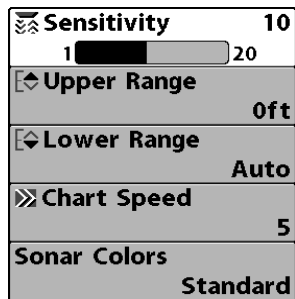 Sensitivity 10
1 20
Upper Range
0ft
Lower Range
Auto
Chart Speed
5
Sonar Colors
Standard